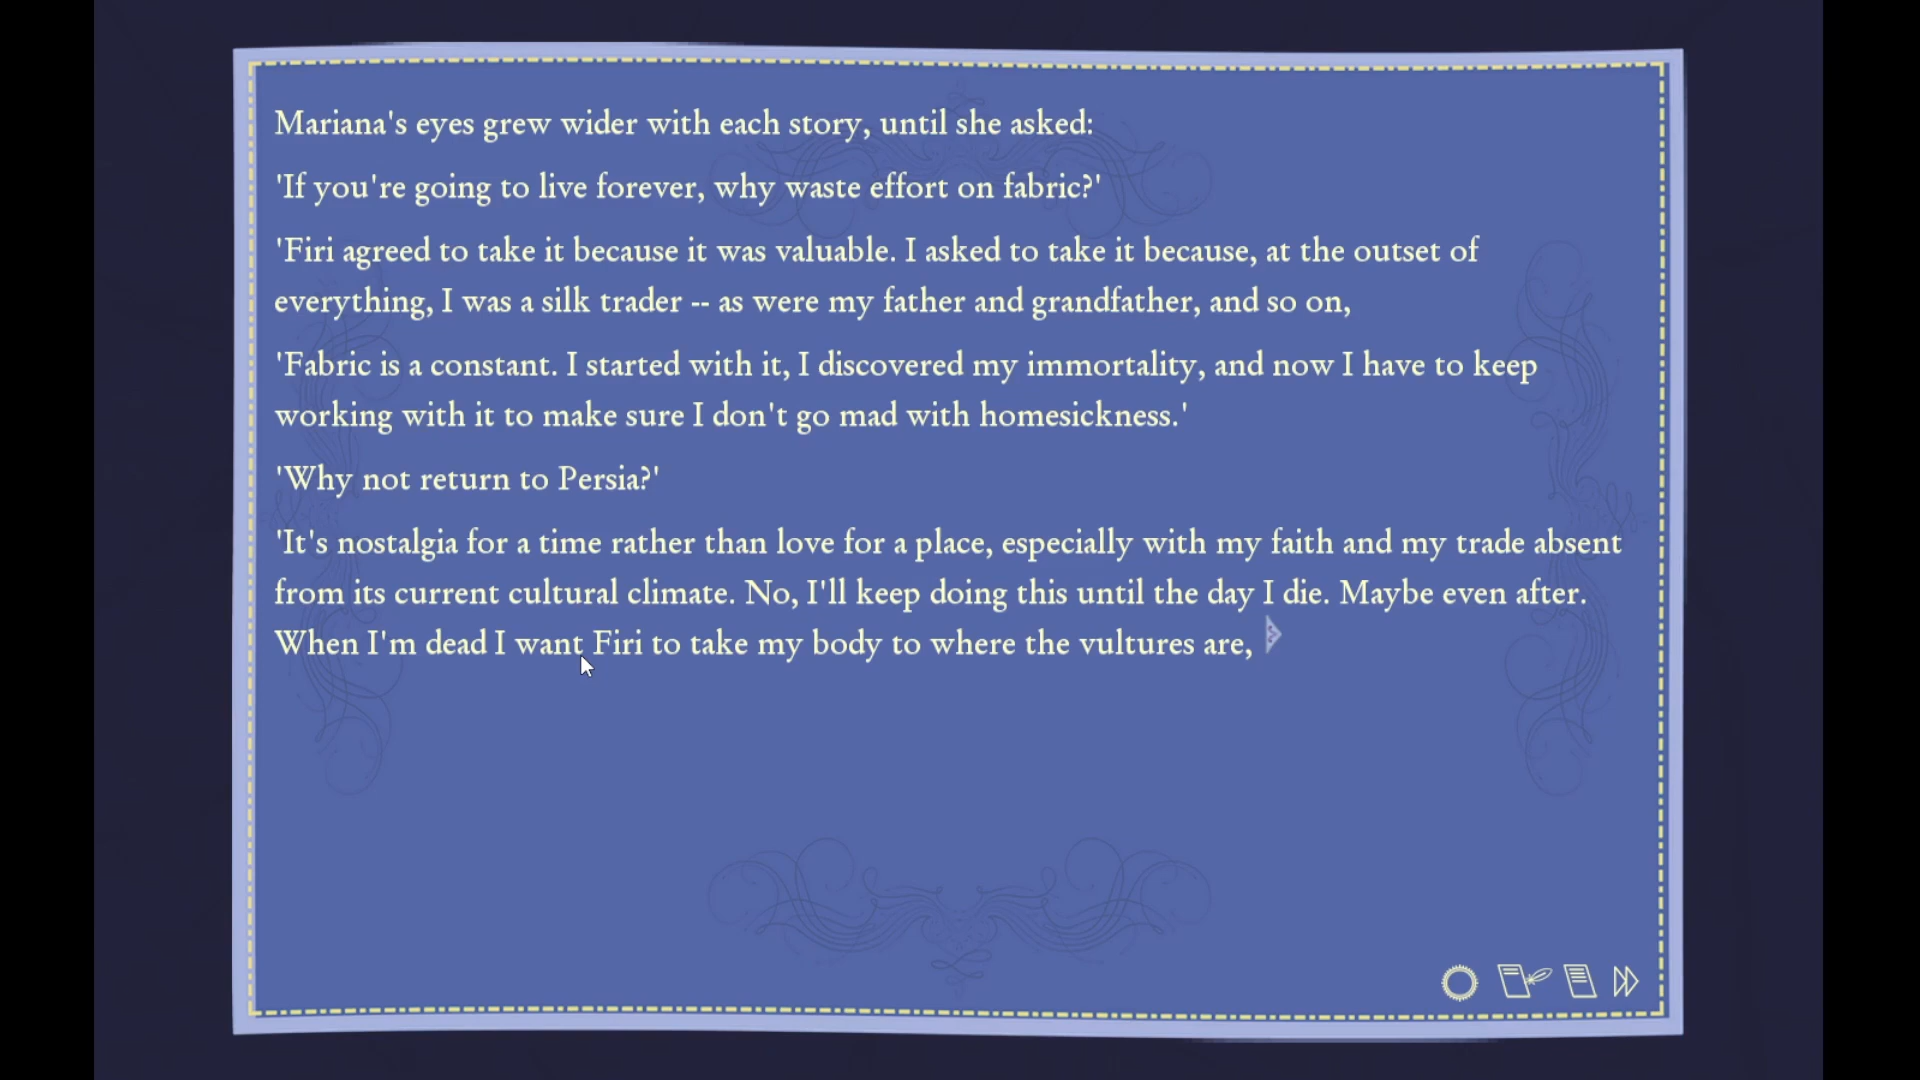 Mariana's eyes grew wider with each story, until she asked:
'If you're going to live forever, why waste effort on fabric?'
'Firi agreed to take it because it was valuable. I asked to take it because, at the outset of
everything, I was a silk trader -- as were my father and grandfather, and so on,
'Fabric is a constant. I started with it, I discovered my immortality, and now I have to keep
working with it to make sure I don't go mad with homesickness.'
'Why not return to Persia?'
'It's nostalgia for a time rather than love for a place, especially with my faith and my trade absent
from its current cultural climate. No, I'll keep doing this until the day I die. Maybe even after.
When I'm dead I want Firi to take my body to where the vultures are,